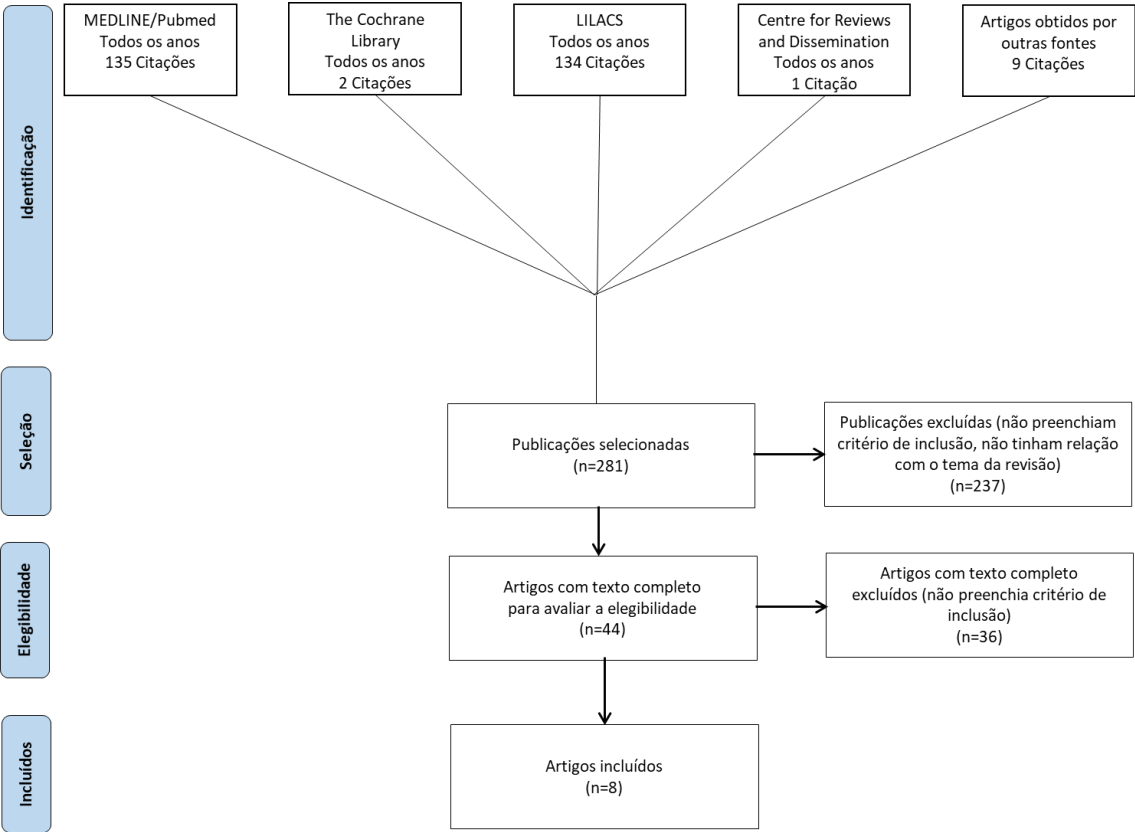 Identificação
MEDLINE/Pubmed
Todos os anos
135 Citações
The Cochrane
Library
Todos os anos
2 Citações
LILACS
Todos os anos
134 Citações
Centre for Reviews
and Dissemination
Todos os anos
1 Citação
Artigos obtidos por
outras fontes
9 Citações
Seleção
Publicações selecionadas
(n=281)
Publicações excluídas (não preenchiam
critério de inclusão, não tinham relação
com o tema da revisão)
(n=237)
Elegibilidade
Artigos com texto completo
para avaliar a elegibilidade
(n=44)
Artigos com texto completo
excluídos (não preenchia critério de
inclusão)
(n=36)
Incluídos
Artigos incluídos
(n=8)